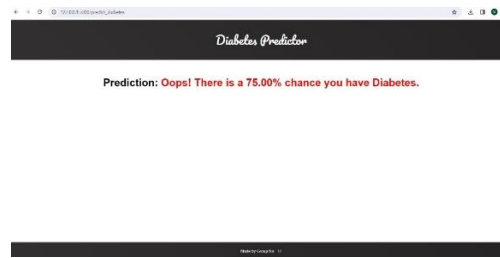 Diabetes Predictor
Prediction: Oops! There is a 75.00% chance you have Diabetes.